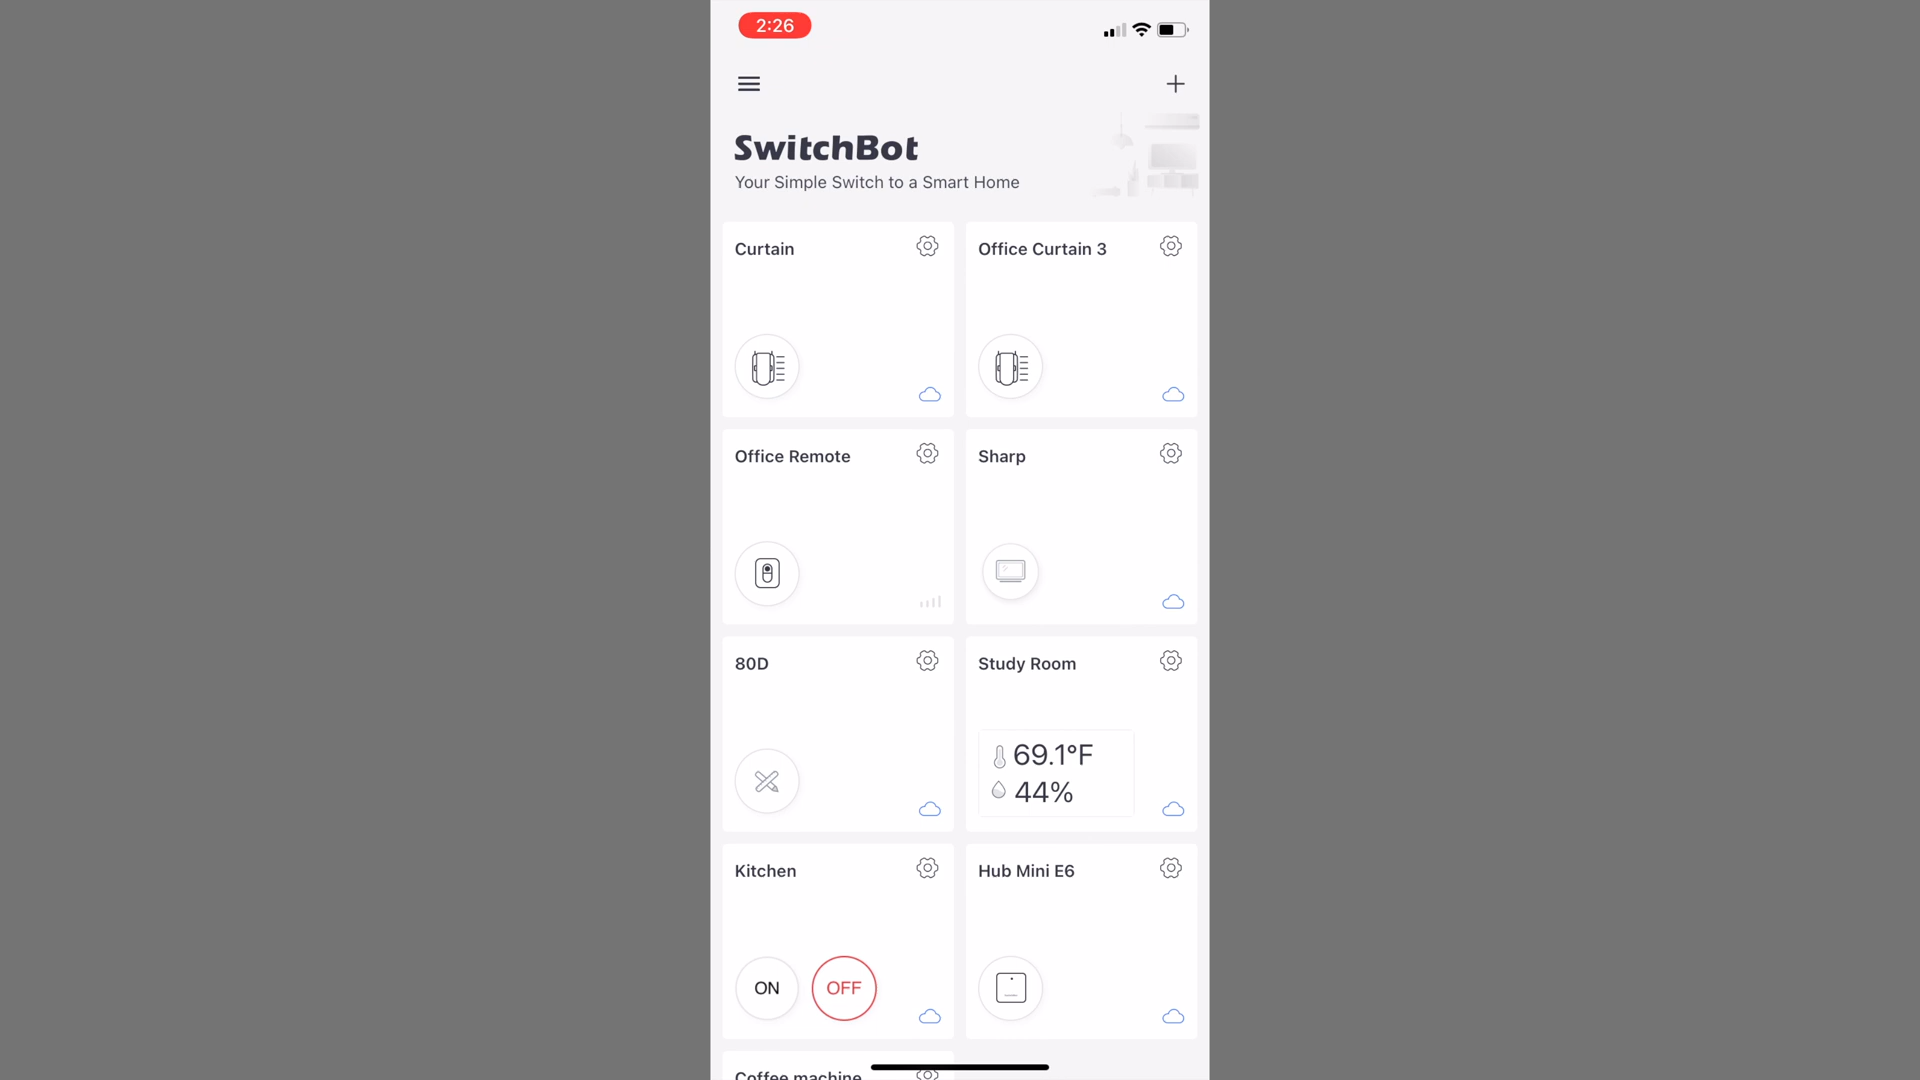 2:26
SwitchBot
Your Simple Switch to a Smart Home
Curtain
Office Curtain 3
Office Remote
Sharp
80D
Study Room
69.1°F
44%
Kitchen
Hub Mini E6
ON
OFF
Coffee machine